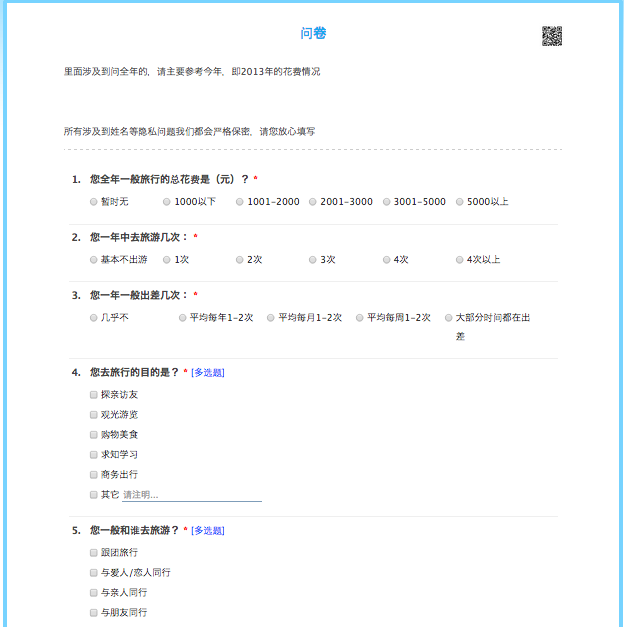 问卷
里面涉及到问全年的，请主要参考今年，即2013年的花费情况
所有涉及到姓名等隐私问题我们都会严格保密，请您放心填写
1. 您全年一般旅行的总花费是（元）？ *
暂时无 1000以下 1001-2000 2001-3000 3001-5000 5000以上
2. 您一年中去旅游几次： *
基本不出游 1次 2次 3次 4次 4次以上
3. 您一年一般出差几次： *
几乎不 平均每年1-2次 平均每月1-2次 平均每周1-2次 大部分时间都在出
差
4. 您去旅行的目的是？ * [多选题]
探亲访友
观光游览
购物美食
求知学习
商务出行
其它 请注明...
5. 您一般和谁去旅游？ * [多选题]
跟团旅行
与爱人/恋人同行
与亲人同行
与朋友同行